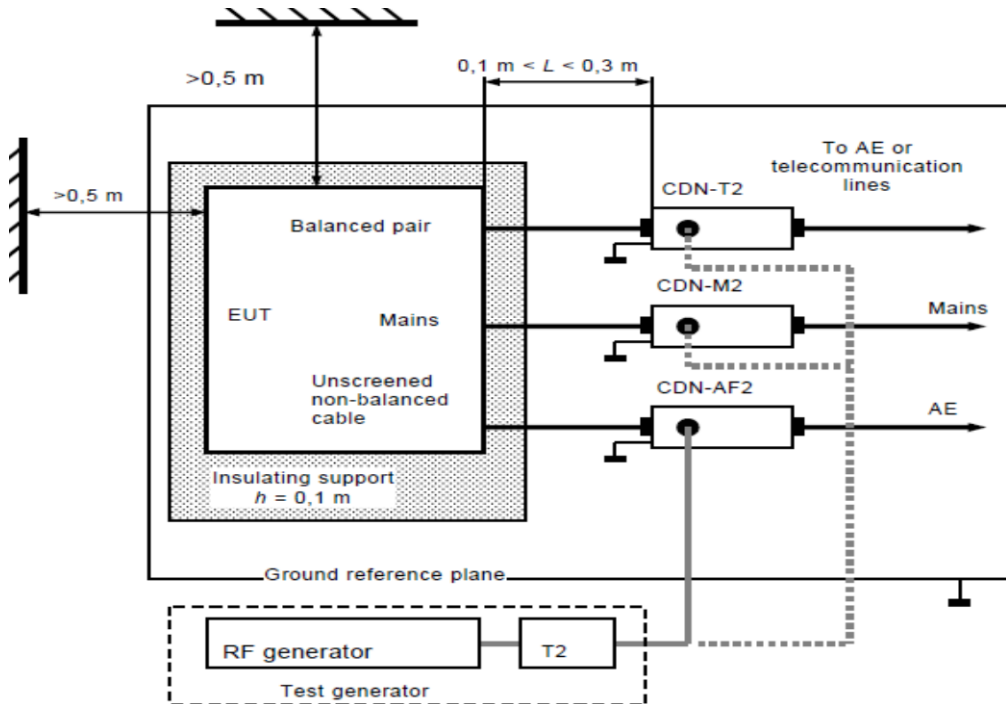 >0,5 m
0,1 m < L < 0,3 m
>0,5 m
To AE or
telecommunication
lines
CDN-T2
Balanced pair
CDN-M2
EUT
Mains
Mains
Unscreened
non-balanced
cable
CDN-AF2
AE
Insulating support
h = 0,1 m
Ground reference plane
RF generator
T2
Test generator